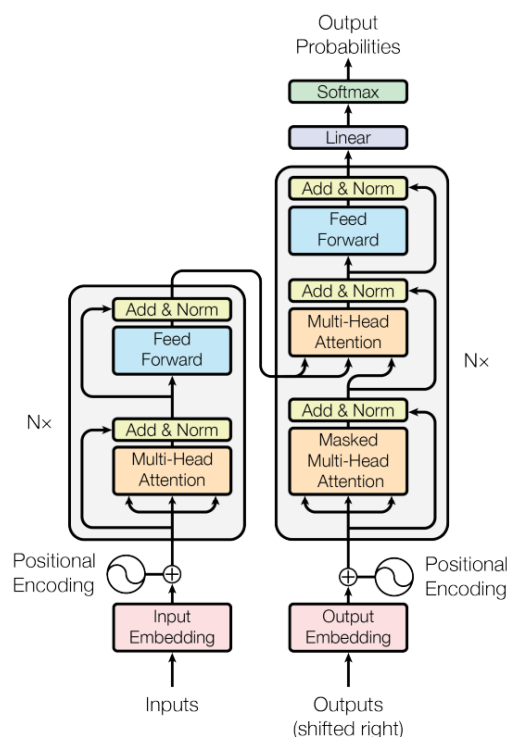 Output
Probabilities
Softmax
Linear
Add & Norm
Feed
Forward
Add & Norm
Multi-Head
Attention
N×
Add & Norm
Masked
Multi-Head
Attention
Positional
Encoding
Output
Embedding
Outputs
(shifted right)
Add & Norm
Feed
Forward
N×
Add & Norm
Multi-Head
Attention
Positional
Encoding
Input
Embedding
Inputs